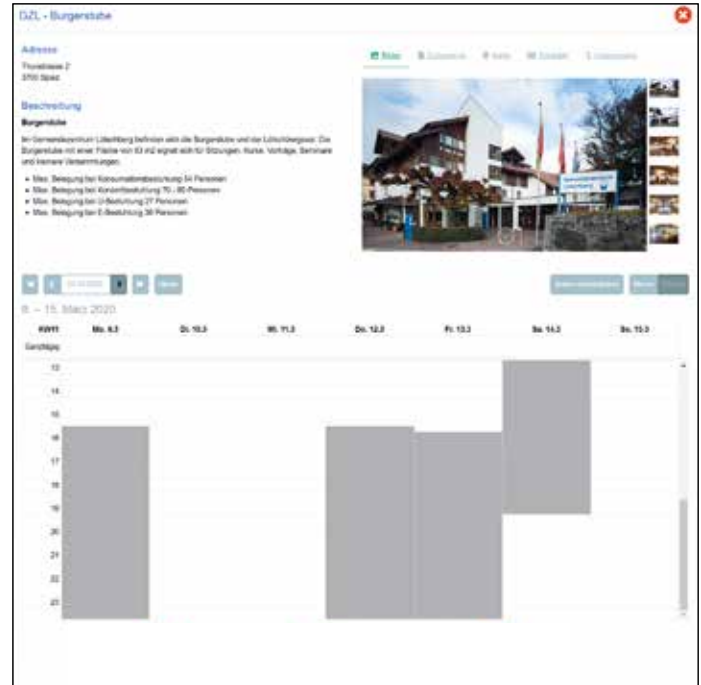 DZL - Burgerstube
Adresse
Thunstrasse 2
3700 Spiez
Beschreibung
Burgerstube
Im Gemeindezentrum Lötschberg befinden sich die Burgerstube und der Lötschbergsaal. Die
Burgerstube mit einer Fläche von 63 m2 eignet sich für Sitzungen, Kurse, Vorträge, Seminare
und kleinere Versammlungen.
Max. Belegung bei Konsumationsbestuhlung 54 Personen
Max. Belegung bei Konzertbestuhlung 70 - 80 Personen
Max. Belegung bei U-Bestuhlung 27 Personen
Max. Belegung bei E-Bestuhlung 36 Personen
Bilder
9. – 15. März 2020
KW11 Mo. 9.3 Di. 10.3 Mi. 11.3 Do. 12.3 Fr. 13.3 Sa. 14.3 So. 15.3
Ganztägig
13
14
15
16
17
18
19
20
21
22
23